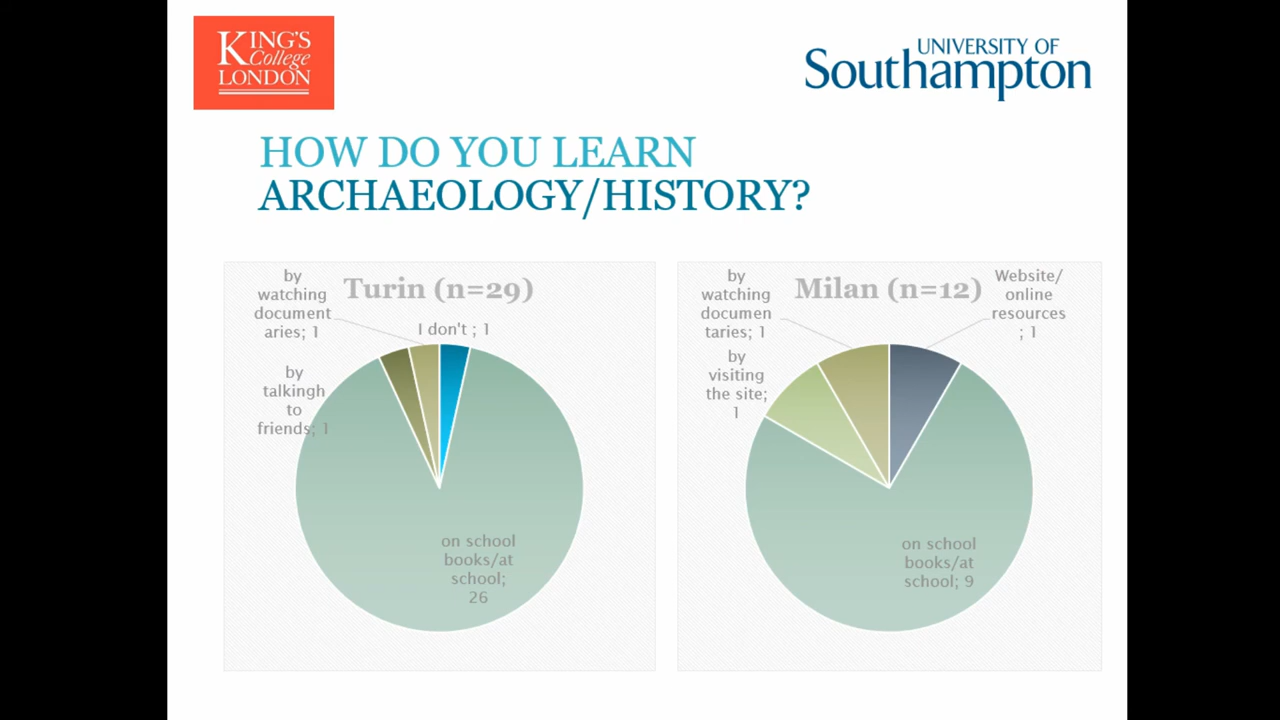 KING'S
College
LONDON
UNIVERSITY OF
Southampton
HOW DO YOU LEARN
ARCHAEOLOGY/HISTORY?
Turin (n=29)
by
watching
document
aries; 1
I don't ; 1
by
talkingh
to
friends; 1
on school
books/at
school;
26
Milan (n=12)
by
watching
documen
taries; 1
Website/
online
resources
; 1
by
visiting
the site;
1
on school
books/at
school; 9